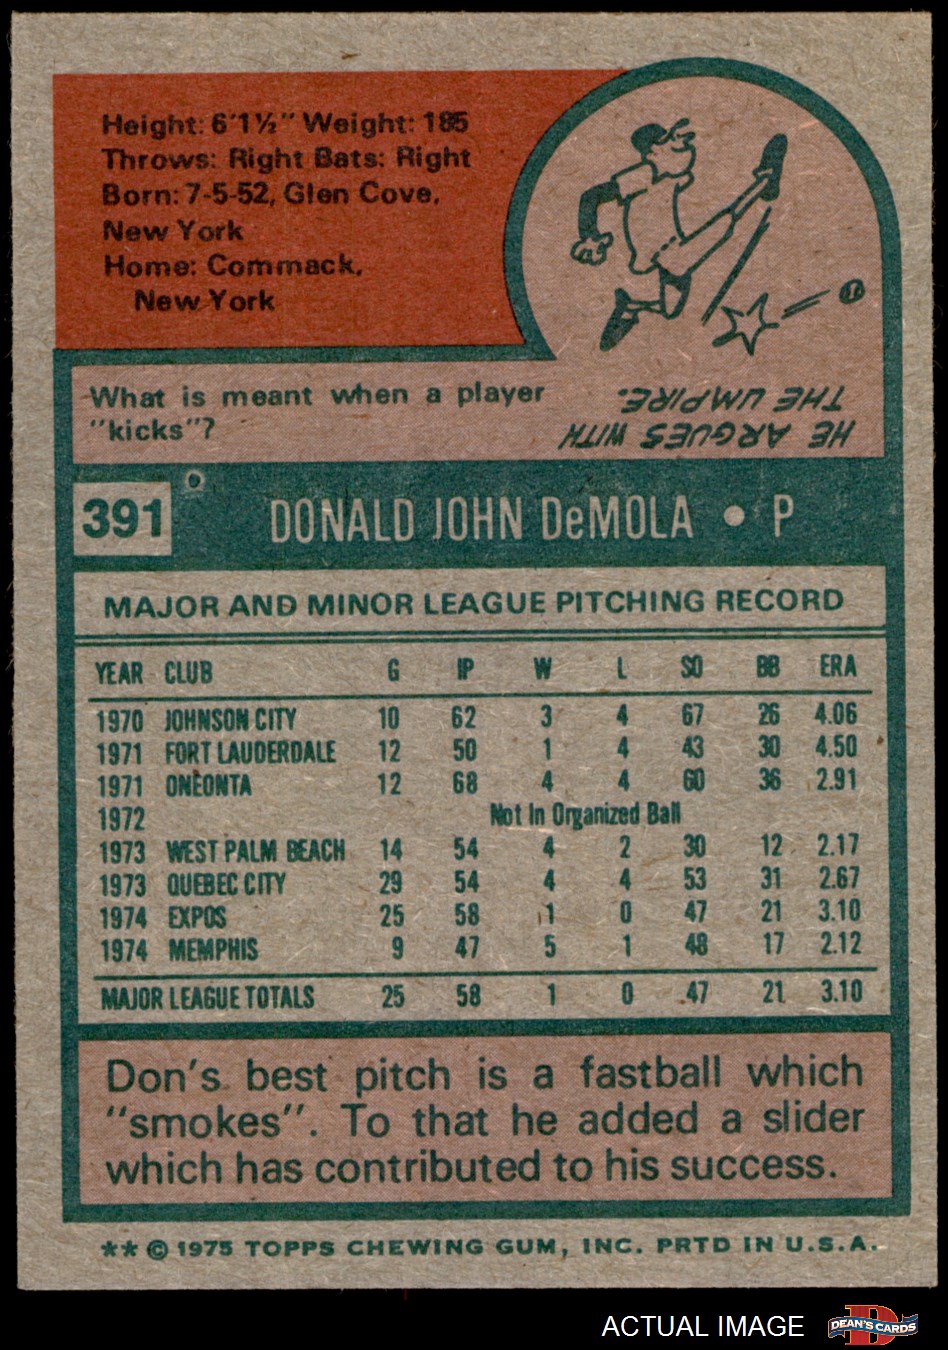 Height: 6'1½" Weight: 185
Throws: Right Bats: Right
Born: 7-5-52, Glen Cove,
New York
Home: Commack,
New York
What is meant when a player
"kicks"?
HE ARGUES WITH
THE UMPIRE.
391 DONALD JOHN DeMOLA • P
MAJOR AND MINOR LEAGUE PITCHING RECORD
YEAR CLUB G IP W L SO BB ERA
1970 JOHNSON CITY 10 62 3 4 67 26 4.06
1971 FORT LAUDERDALE 12 50 1 4 43 30 4.50
1971 ONEONTA 12 68 4 4 60 36 2.91
1972 Not In Organized Ball
1973 WEST PALM BEACH 14 54 4 2 30 12 2.17
1973 QUEBEC CITY 29 54 4 4 53 31 2.67
1974 EXPOS 25 58 1 0 47 21 3.10
1974 MEMPHIS 9 47 5 1 48 17 2.12
MAJOR LEAGUE TOTALS 25 58 1 0 47 21 3.10
Don's best pitch is a fastball which
"smokes". To that he added a slider
which has contributed to his success.
** © 1975 TOPPS CHEWING GUM, INC. PRTD IN U.S.A.
ACTUAL IMAGE
DEAN'S CARDS